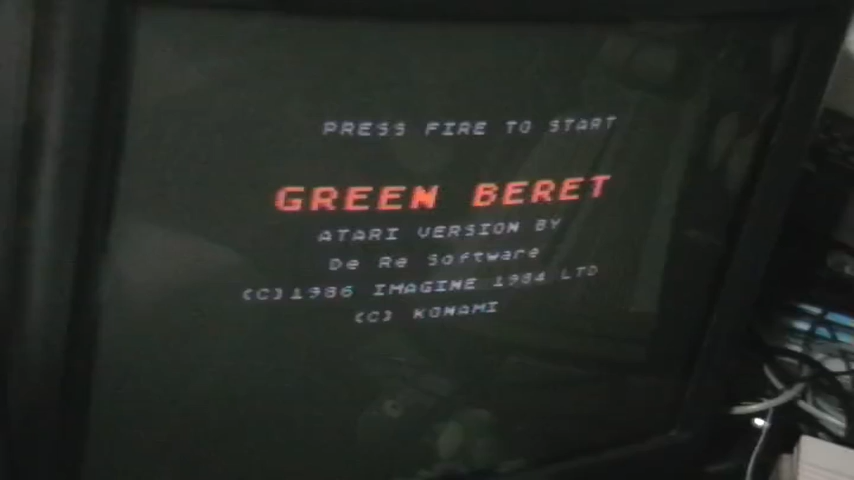 PRESS FIRE TO START
GREEN BERET
ATARI VERSION BY
De Re Software
(C)1986 IMAGINE 1984 LTD
(C) KONAMI